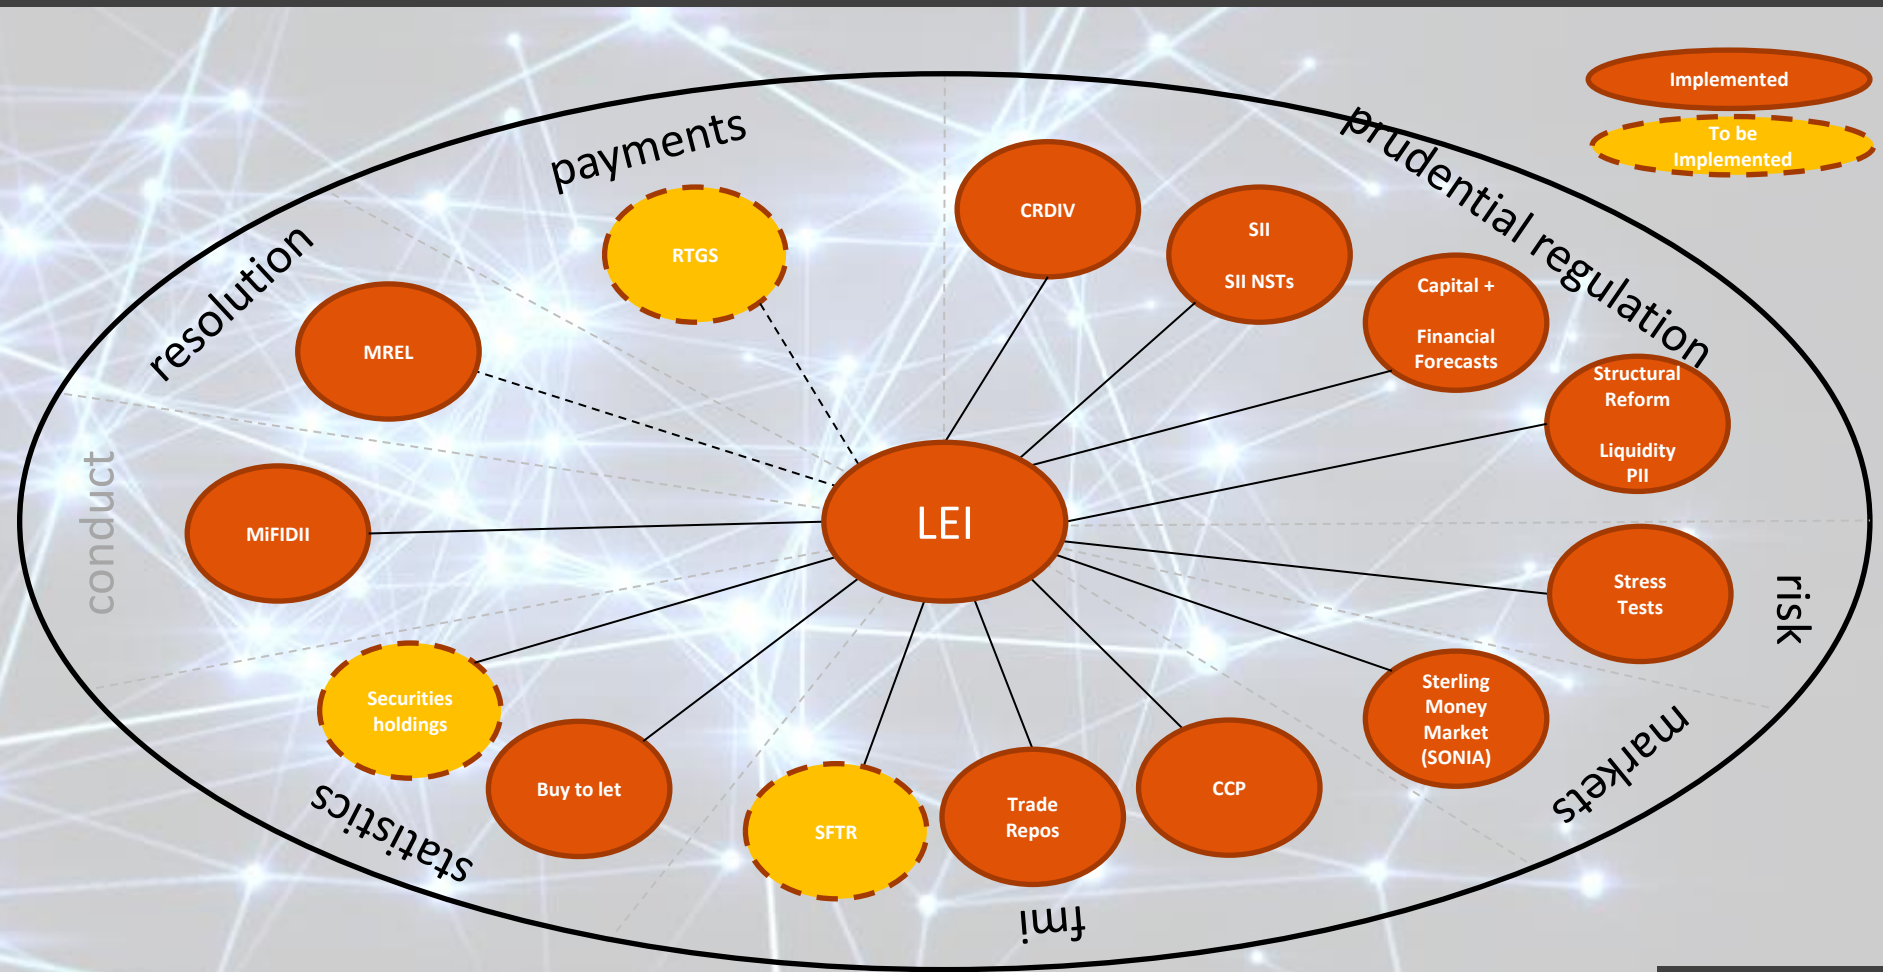 Implemented
To be
Implemented
payments
prudential regulation
resolution
conduct
risk
markets
statistics
fmi
CRDIV
SII
SII NSTs
RTGS
Capital +
Financial
Forecasts
MREL
Structural
Reform
Liquidity
PII
LEI
MiFIDII
Stress
Tests
Securities
holdings
Sterling
Money
Market
(SONIA)
Buy to let
SFTR
Trade
Repos
CCP